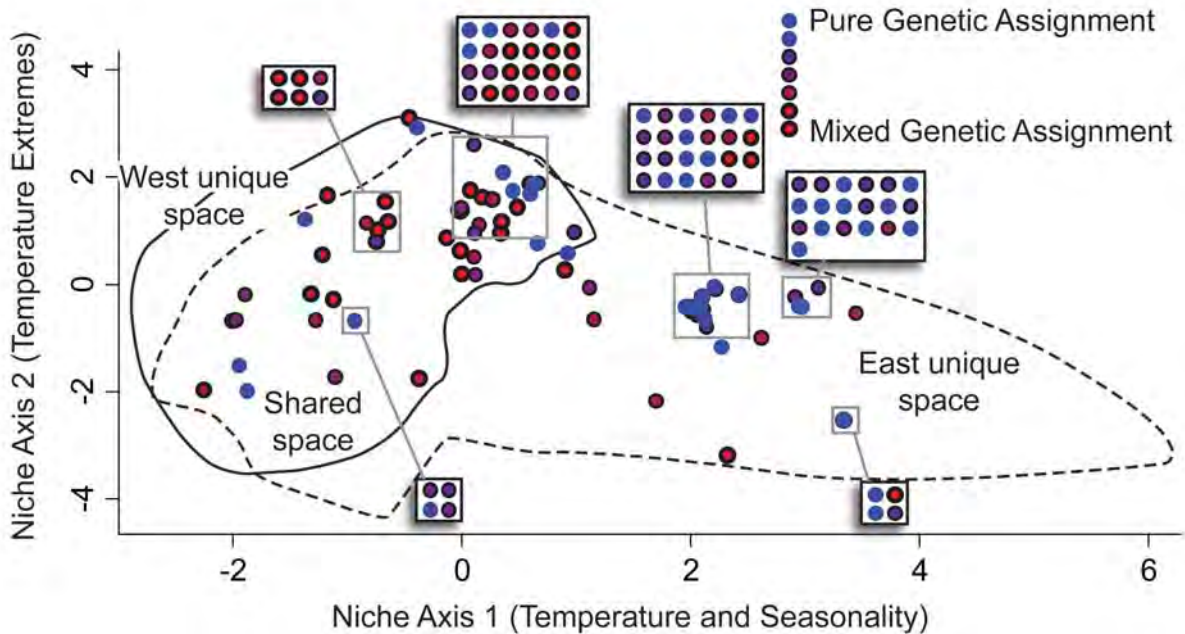 Pure Genetic Assignment
Mixed Genetic Assignment
West unique
space
Shared
space
East unique
space
Niche Axis 2 (Temperature Extremes)
4
2
0
-2
-4
-2
0
2
4
6
Niche Axis 1 (Temperature and Seasonality)